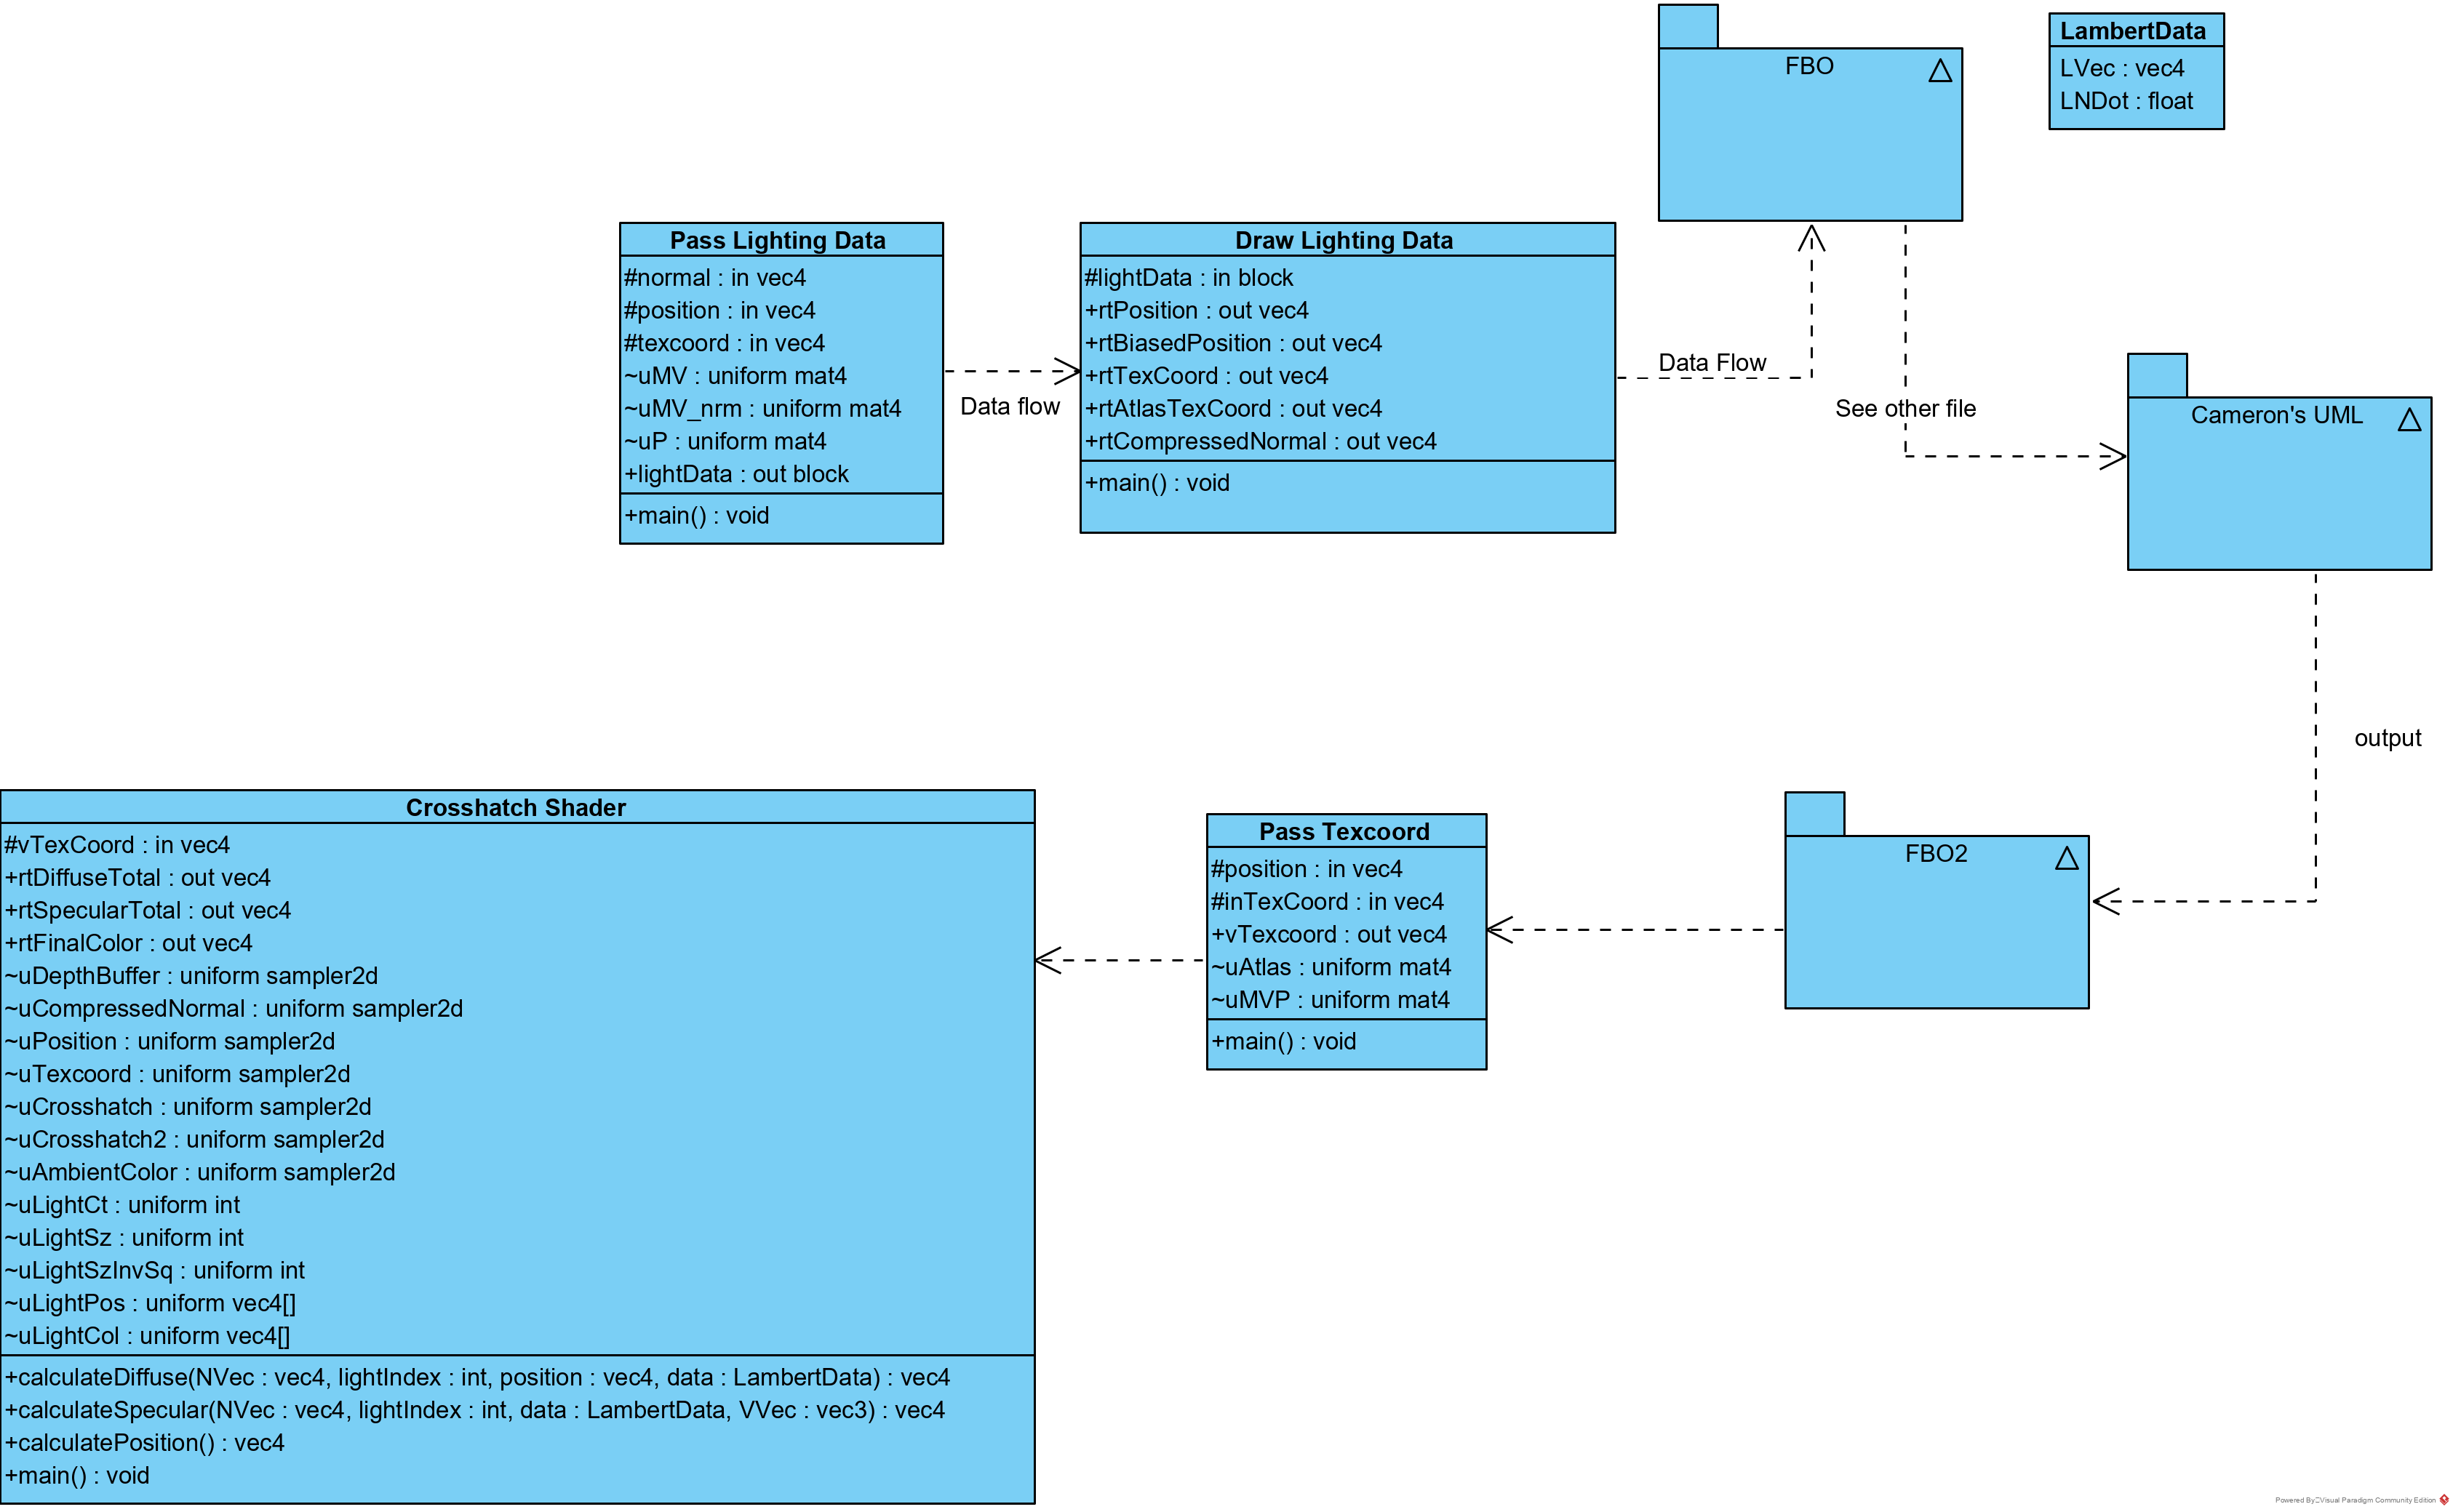 FBO
LambertData
LVec : vec4
LNDot : float
Pass Lighting Data
#normal : in vec4
#position : in vec4
#texcoord : in vec4
~uMV : uniform mat4
~uMV_nrm : uniform mat4
~uP : uniform mat4
+lightData : out block
+main() : void
Data flow
Draw Lighting Data
#lightData : in block
+rtPosition : out vec4
+rtBiasedPosition : out vec4
+rtTexCoord : out vec4
+rtAtlasTexCoord : out vec4
+rtCompressedNormal : out vec4
+main() : void
Data Flow
See other file
Cameron's UML
output
Crosshatch Shader
#vTexCoord : in vec4
+rtDiffuseTotal : out vec4
+rtSpecularTotal : out vec4
+rtFinalColor : out vec4
~uDepthBuffer : uniform sampler2d
~uCompressedNormal : uniform sampler2d
~uPosition : uniform sampler2d
~uTexcoord : uniform sampler2d
~uCrosshatch : uniform sampler2d
~uCrosshatch2 : uniform sampler2d
~uAmbientColor : uniform sampler2d
~uLightCt : uniform int
~uLightSz : uniform int
~uLightSzInvSq : uniform int
~uLightPos : uniform vec4[]
~uLightCol : uniform vec4[]
+calculateDiffuse(NVec : vec4, lightIndex : int, position : vec4, data : LambertData) : vec4
+calculateSpecular(NVec : vec4, lightIndex : int, data : LambertData, VVec : vec3) : vec4
+calculatePosition() : vec4
+main() : void
Pass Texcoord
#position : in vec4
#inTexCoord : in vec4
+vTexcoord : out vec4
~uAtlas : uniform mat4
~uMVP : uniform mat4
+main() : void
FBO2
Powered By Visual Paradigm Community Edition